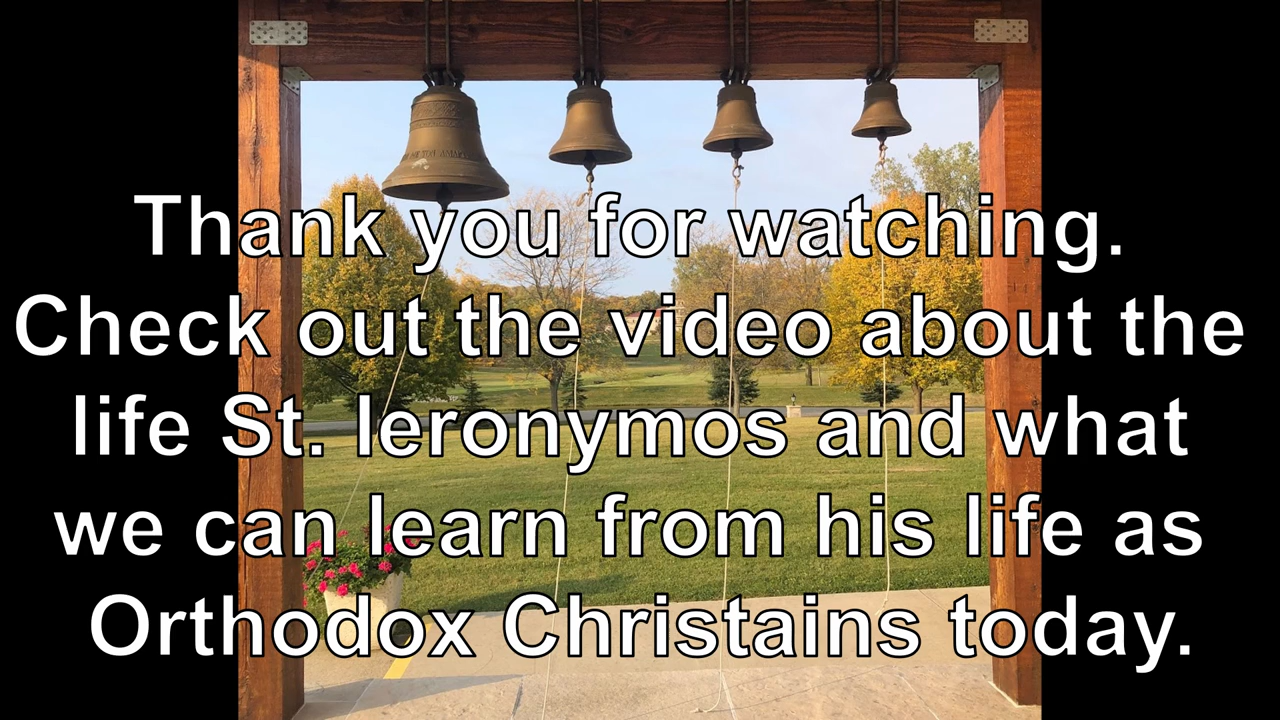 Thank you for watching.
Check out the video about the
life St. Ieronymos and what
we can learn from his life as
Orthodox Christains today.